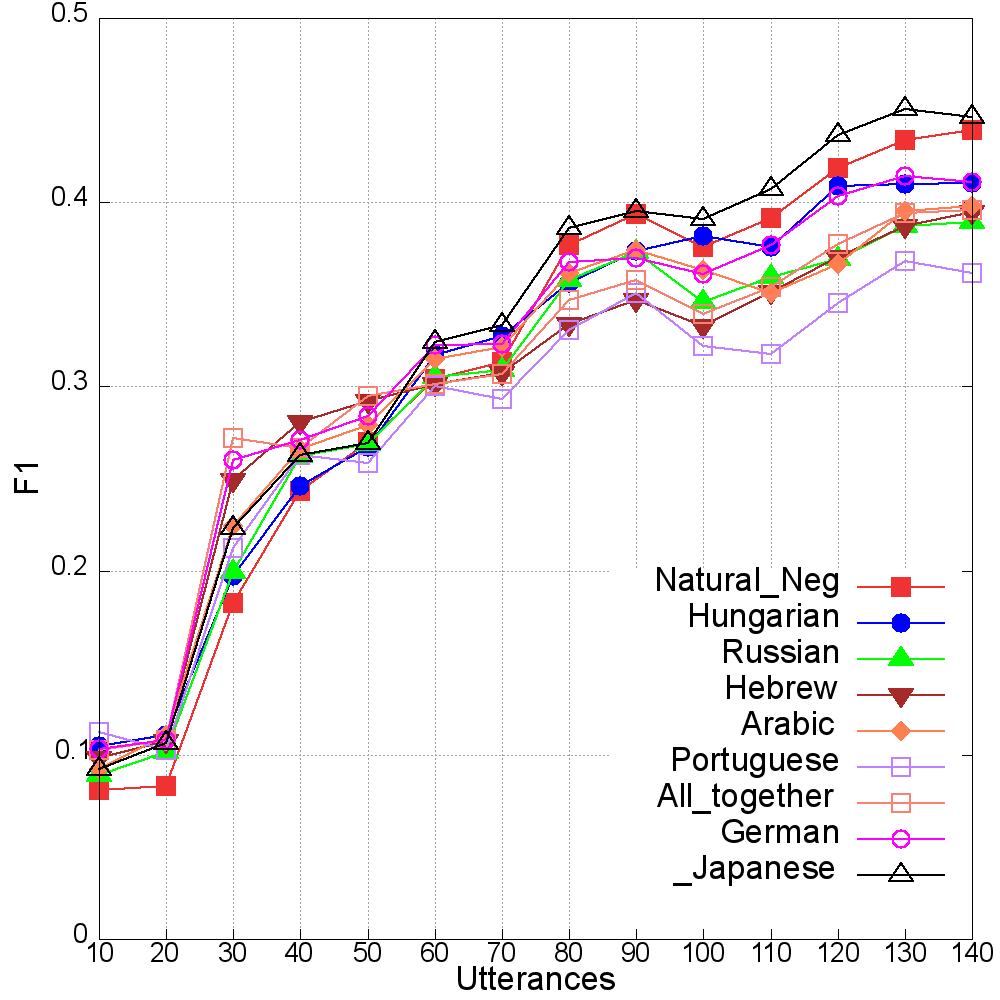 0.5
0.4
0.3
0.2
0.1
0
F1
10 20 30 40 50 60 70 80 90 100 110 120 130 140
Utterances
Natural_Neg
Hungarian
Russian
Hebrew
Arabic
Portuguese
All_together
German
_Japanese